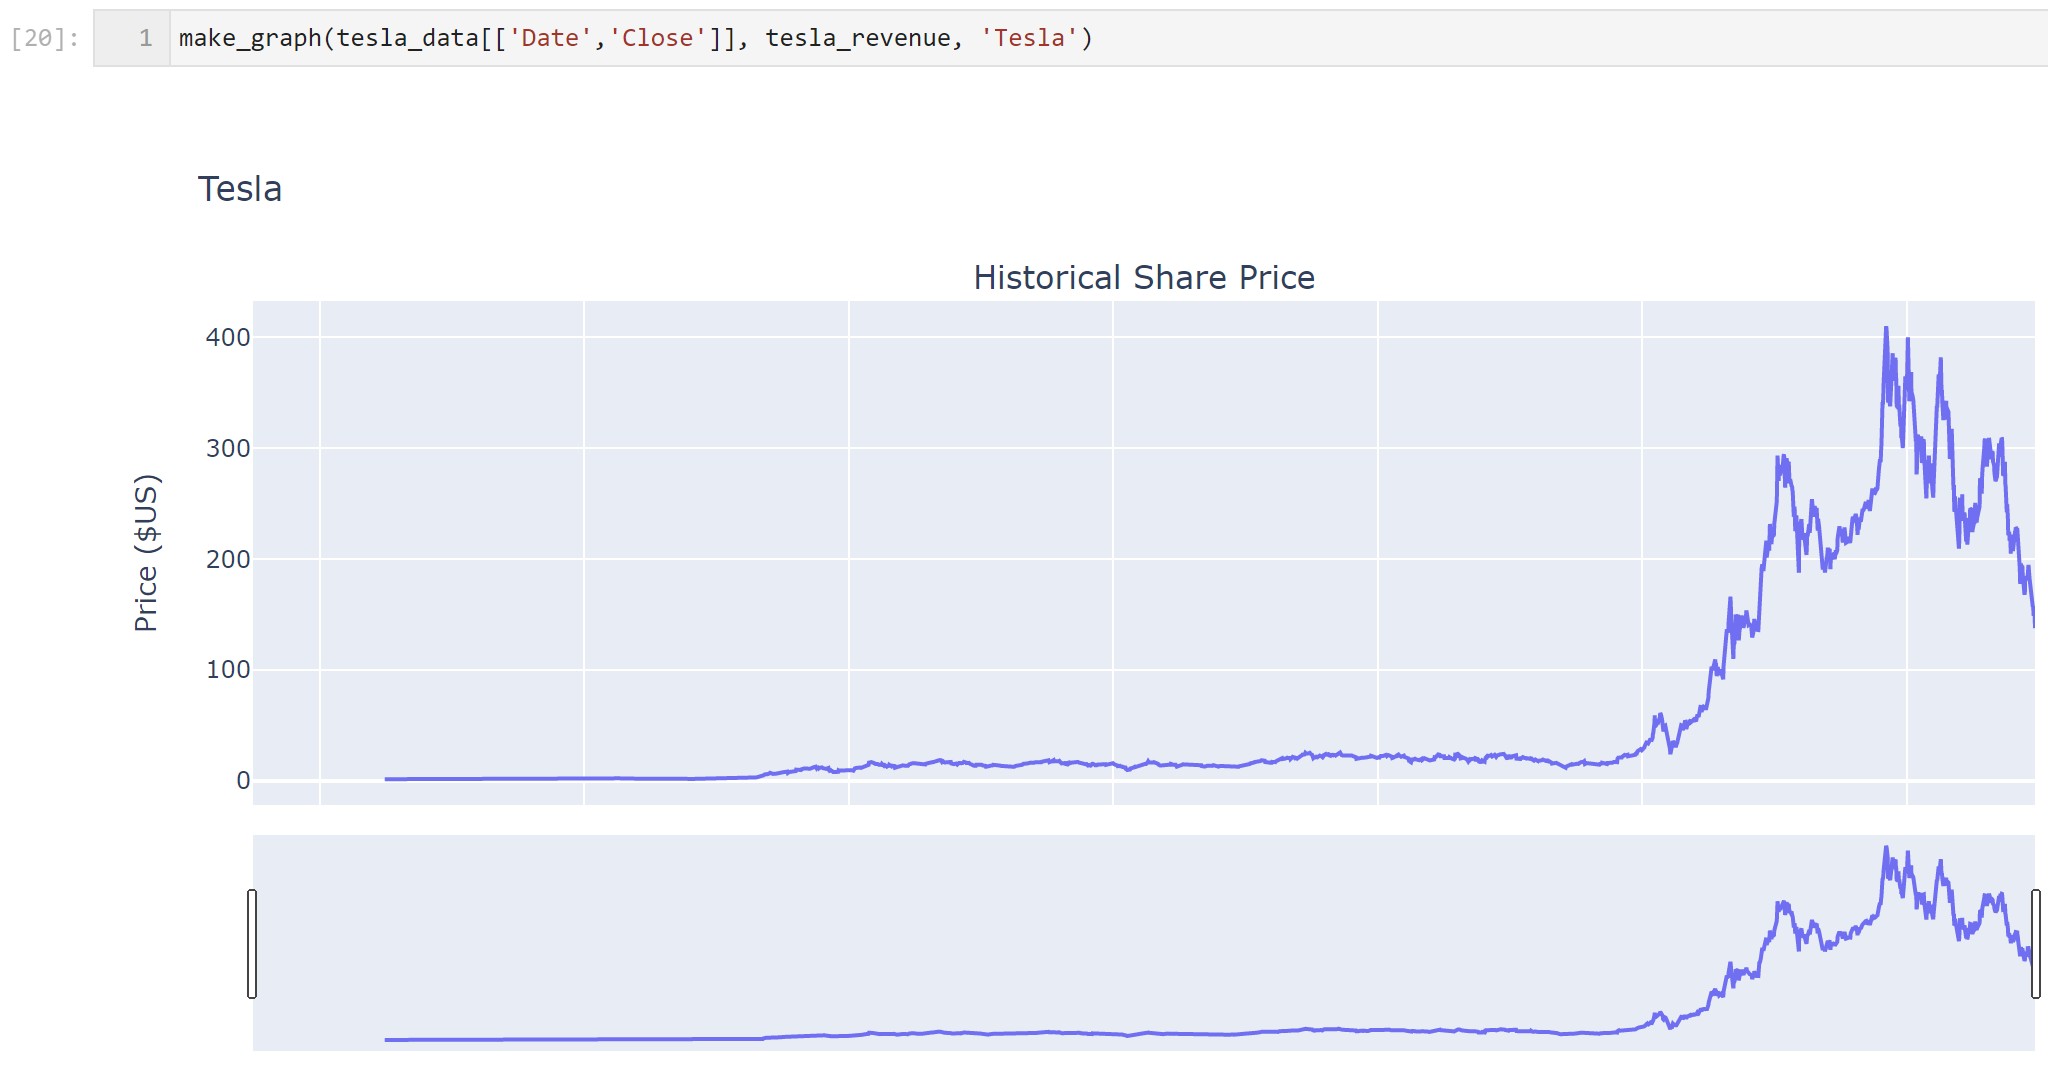 [20]: 1 make_graph(tesla_data[['Date','Close']], tesla_revenue, 'Tesla')
Tesla
Historical Share Price
400
300
200
100
0
Price ($US)